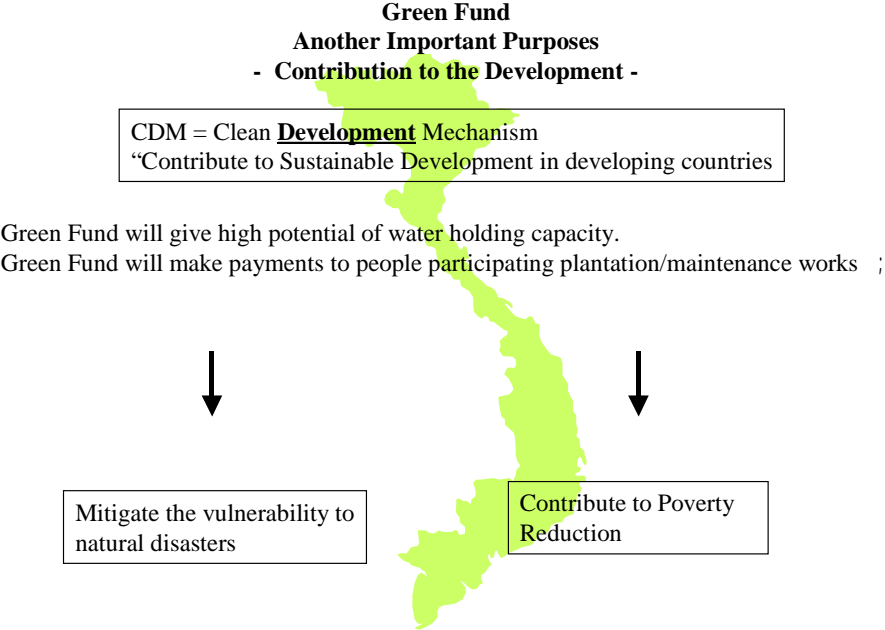 Green Fund
Another Important Purposes
- Contribution to the Development -
CDM = Clean Development Mechanism
“Contribute to Sustainable Development in developing countries
Green Fund will give high potential of water holding capacity.
Green Fund will make payments to people participating plantation/maintenance works ;
Mitigate the vulnerability to
natural disasters
Contribute to Poverty
Reduction